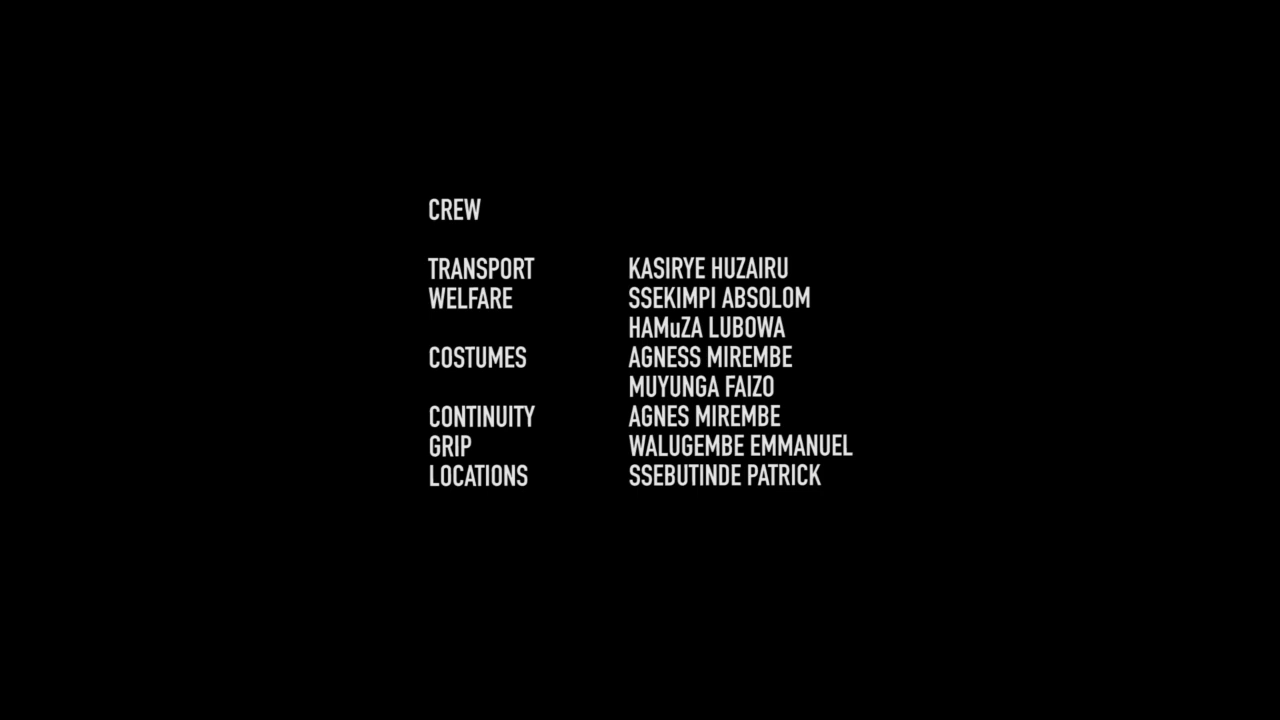 CREW
TRANSPORT KASIRYE HUZAIRU
WELFARE SSEKIMPI ABSOLOM
HAMuZA LUBOWA
COSTUMES AGNESS MIREMBE
MUYUNGA FAIZO
CONTINUITY AGNES MIREMBE
GRIP WALUGEMBE EMMANUEL
LOCATIONS SSEBUTINDE PATRICK